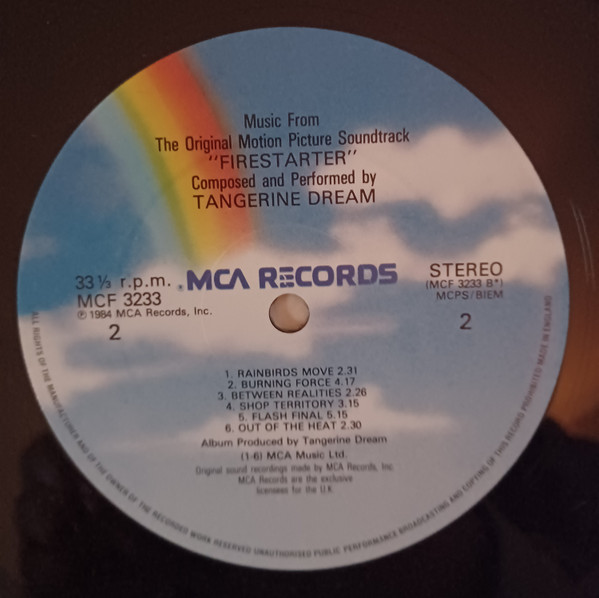 Music From
The Original Motion Picture Soundtrack
"FIRESTARTER"
Composed and Performed by
TANGERINE DREAM
33⅓ r.p.m. MCA RECORDS STEREO
MCF 3233 (MCF 3233 B*)
℗ 1984 MCA Records, Inc. MCPS/BIEM
2 2
1. RAINBIRDS MOVE 2.31
2. BURNING FORCE 4.17
3. BETWEEN REALITIES 2.26
4. SHOP TERRITORY 3.15
5. FLASH FINAL 5.15
6. OUT OF THE HEAT 2.30
Album Produced by Tangerine Dream
(1-6) MCA Music Ltd.
Original sound recordings made by MCA Records, Inc.
MCA Records are the exclusive
licensees for the U.K.
ALL RIGHTS OF THE MANUFACTURER AND OF THE OWNER OF THE RECORDED WORK RESERVED UNAUTHORISED PUBLIC PERFORMANCE BROADCASTING AND COPYING OF THIS RECORD PROHIBITED MADE IN ENGLAND